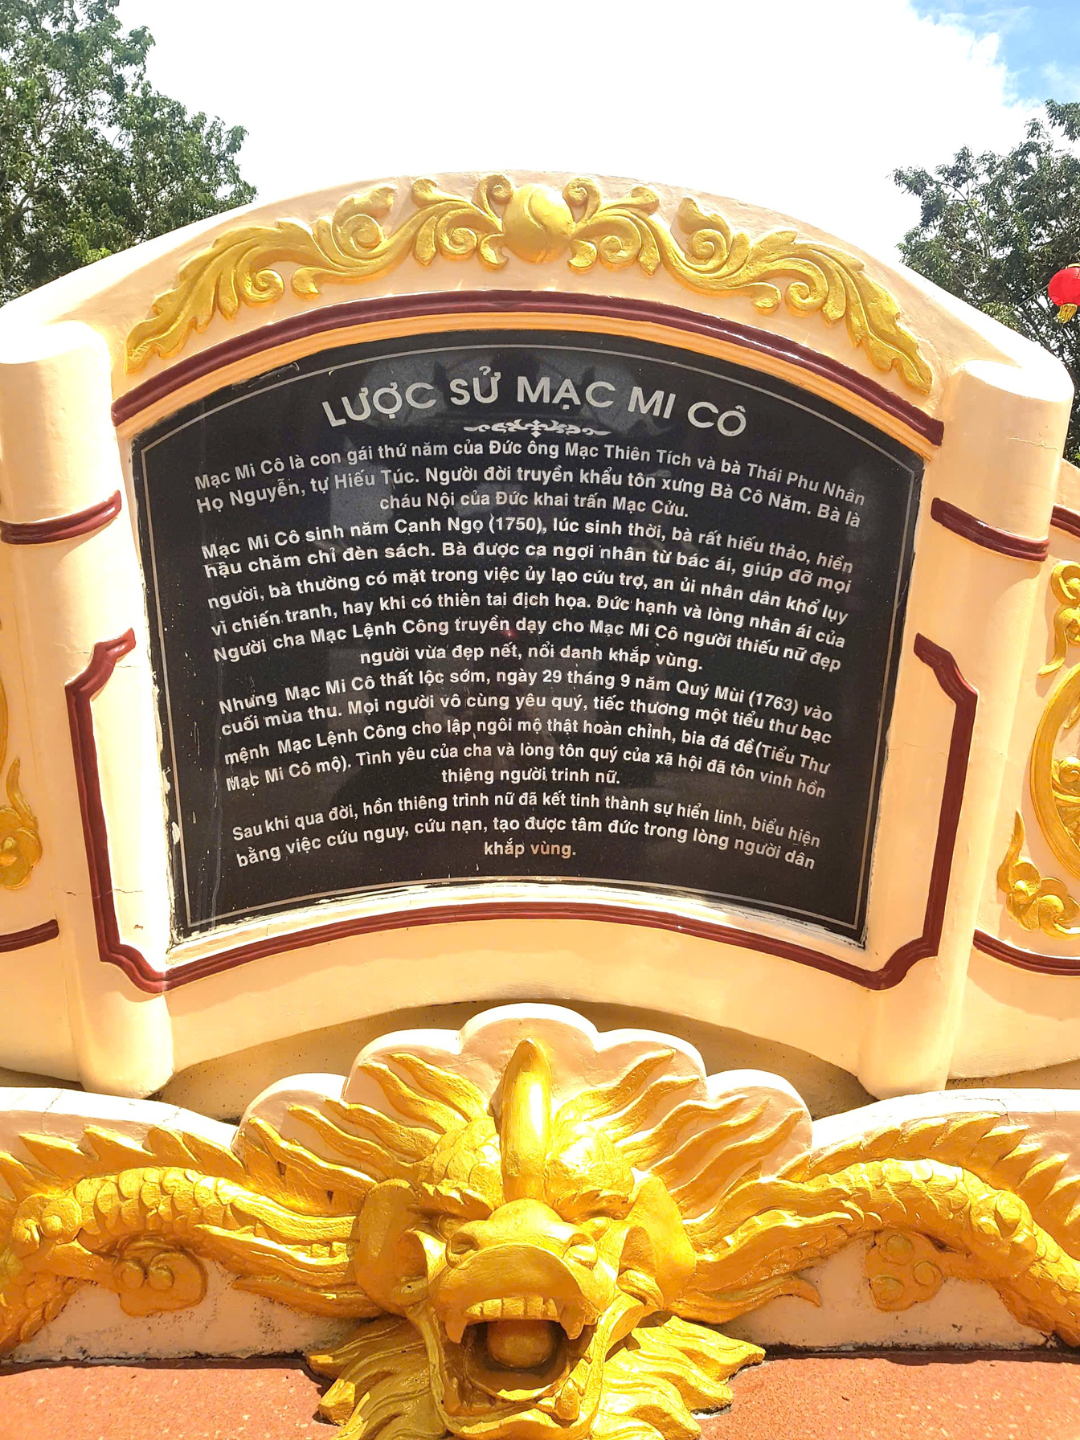 LƯỢC SỬ MẠC MI CÔ
Mạc Mi Cô là con gái thứ năm của Đức ông Mạc Thiên Tích và bà Thái Phu Nhân
Họ Nguyễn, tự Hiếu Túc. Người đời truyền khẩu tôn xưng Bà Cô Năm. Bà là
cháu Nội của Đức khai trấn Mạc Cửu.
Mạc Mi Cô sinh năm Canh Ngọ (1750), lúc sinh thời, bà rất hiếu thảo, hiền
hậu chăm chỉ đèn sách. Bà được ca ngợi nhân từ bác ái, giúp đỡ mọi
người, bà thường có mặt trong việc ủy lạo cứu trợ, an ủi nhân dân khổ lụy
vì chiến tranh, hay khi có thiên tai địch họa. Đức hạnh và lòng nhân ái của
Người cha Mạc Lệnh Công truyền dạy cho Mạc Mi Cô người thiếu nữ đẹp
người vừa đẹp nết, nổi danh khắp vùng.
Nhưng Mạc Mi Cô thất lộc sớm, ngày 29 tháng 9 năm Quý Mùi (1763) vào
cuối mùa thu. Mọi người vô cùng yêu quý, tiếc thương một tiểu thư bạc
mệnh Mạc Lệnh Công cho lập ngôi mộ thật hoàn chỉnh, bia đá đề (Tiểu Thư
Mạc Mi Cô mộ). Tình yêu của cha và lòng tôn quý của xã hội đã tôn vinh hồn
thiêng người trinh nữ.
Sau khi qua đời, hồn thiêng trinh nữ đã kết tinh thành sự hiển linh, biểu hiện
bằng việc cứu nguy, cứu nạn, tạo được tâm đức trong lòng người dân
khắp vùng.